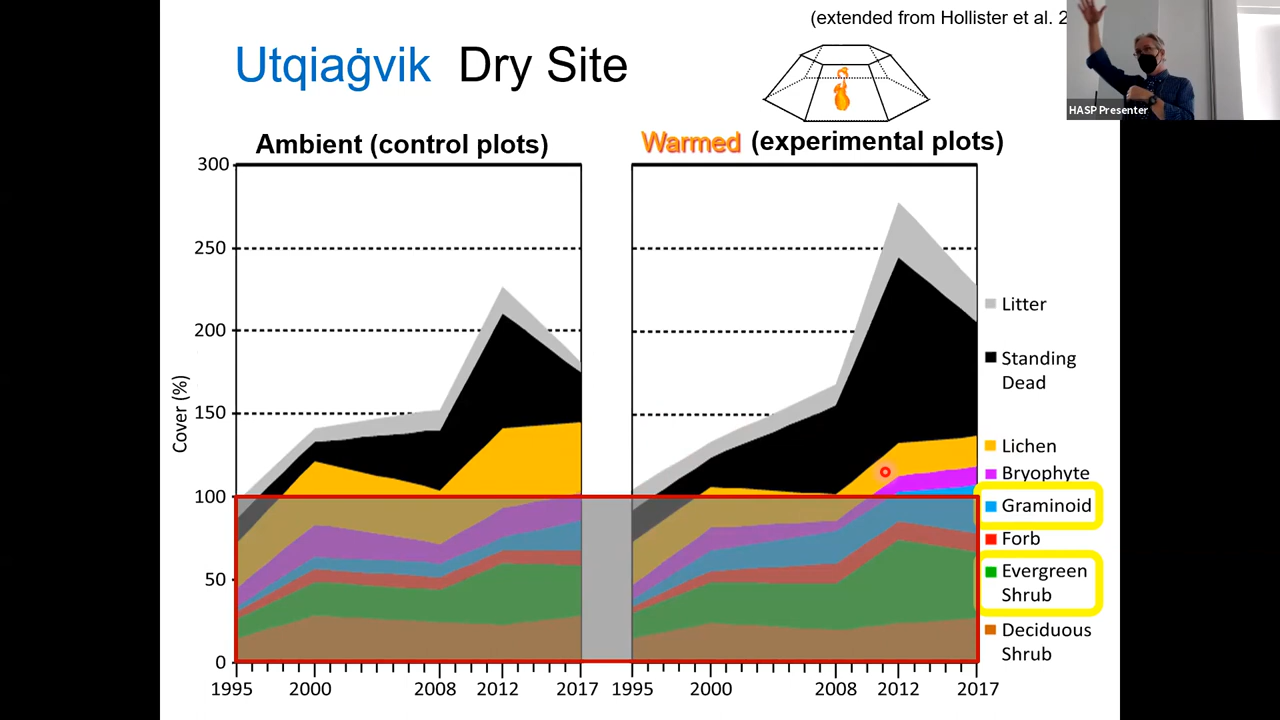 (extended from Hollister et al. 2
Utqiaġvik Dry Site
HASP Presenter
Ambient (control plots)
Warmed (experimental plots)
Cover (%)
300
250
200
150
100
50
0
1995 2000 2008 2012 2017
1995 2000 2008 2012 2017
Litter
Standing
Dead
Lichen
Bryophyte
Graminoid
Forb
Evergreen
Shrub
Deciduous
Shrub